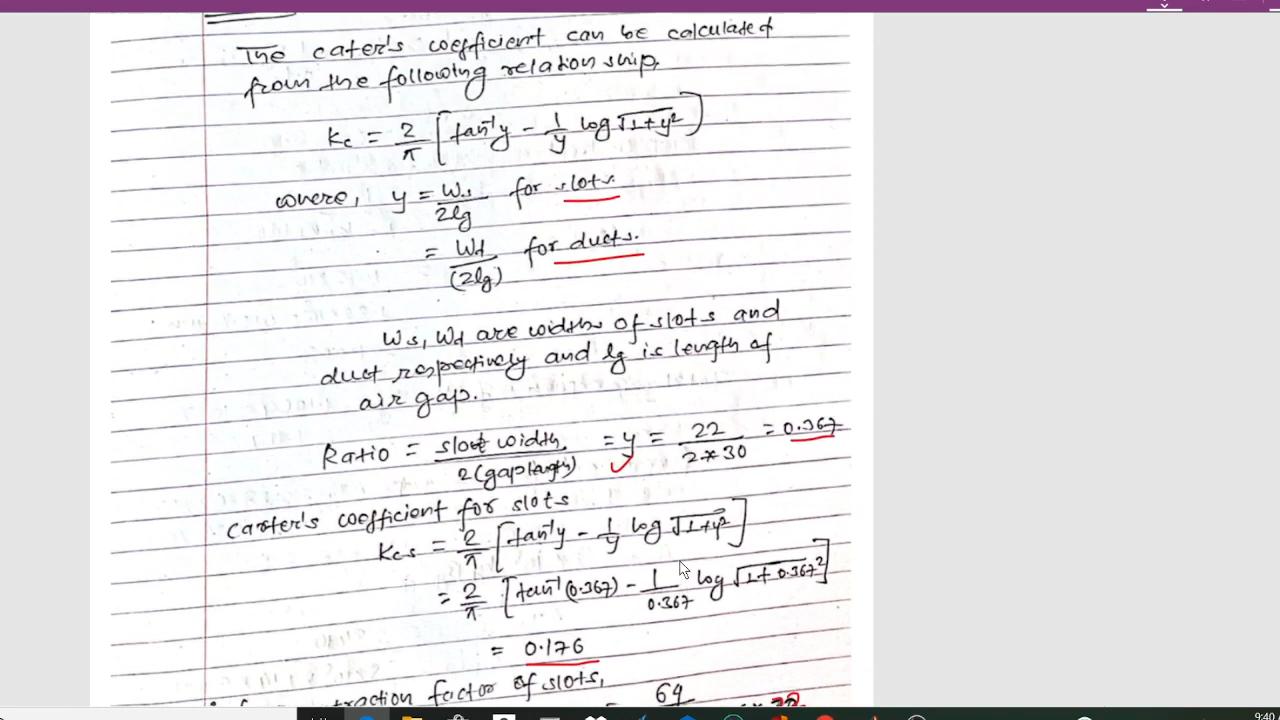 The cater's coefficient can be calculated
from the following relationship.
Kc = 2/π [tan⁻¹y - 1/y log √1+y²]
where, y = Ws/2lg for slots.
= Wd/(2lg) for ducts.
Ws, Wd are widths of slots and
duct respectively and lg is length of
air gap.
Ratio = slot width/2(gap length) = y = 22/2*30 = 0.367
Carter's coefficient for slots
Kcs = 2/π [tan⁻¹y - 1/y log √1+y²]
= 2/π [tan⁻¹(0.367) - 1/0.367 log √1+0.367²]
= 0.176
traction factor of slots,
= 64
9:40